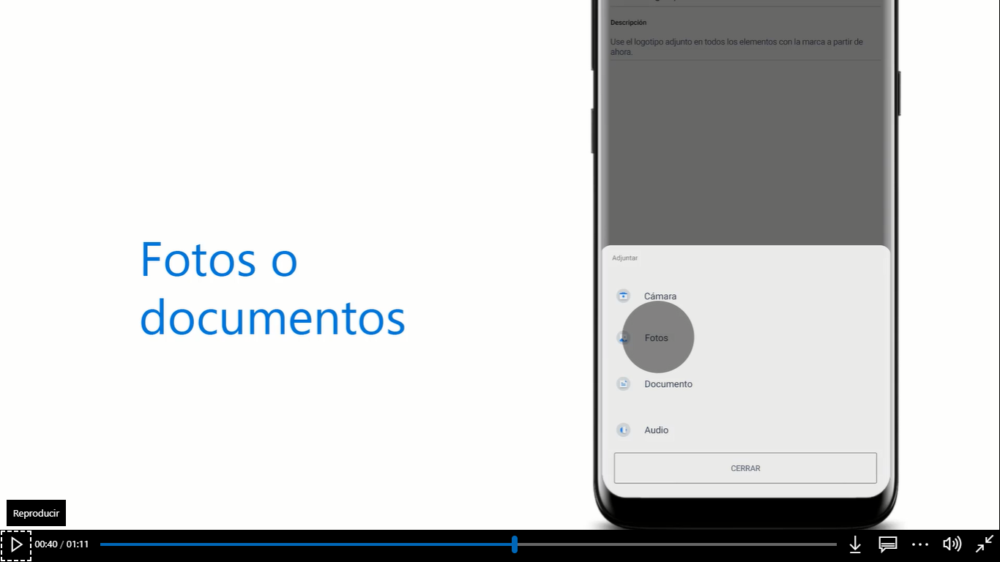 Descripción
Use el logotipo adjunto en todos los elementos con la marca a partir de
ahora.
Fotos o
documentos
Adjuntar
Cámara
Fotos
Documento
Audio
CERRAR
Reproducir
00:40 / 01:11